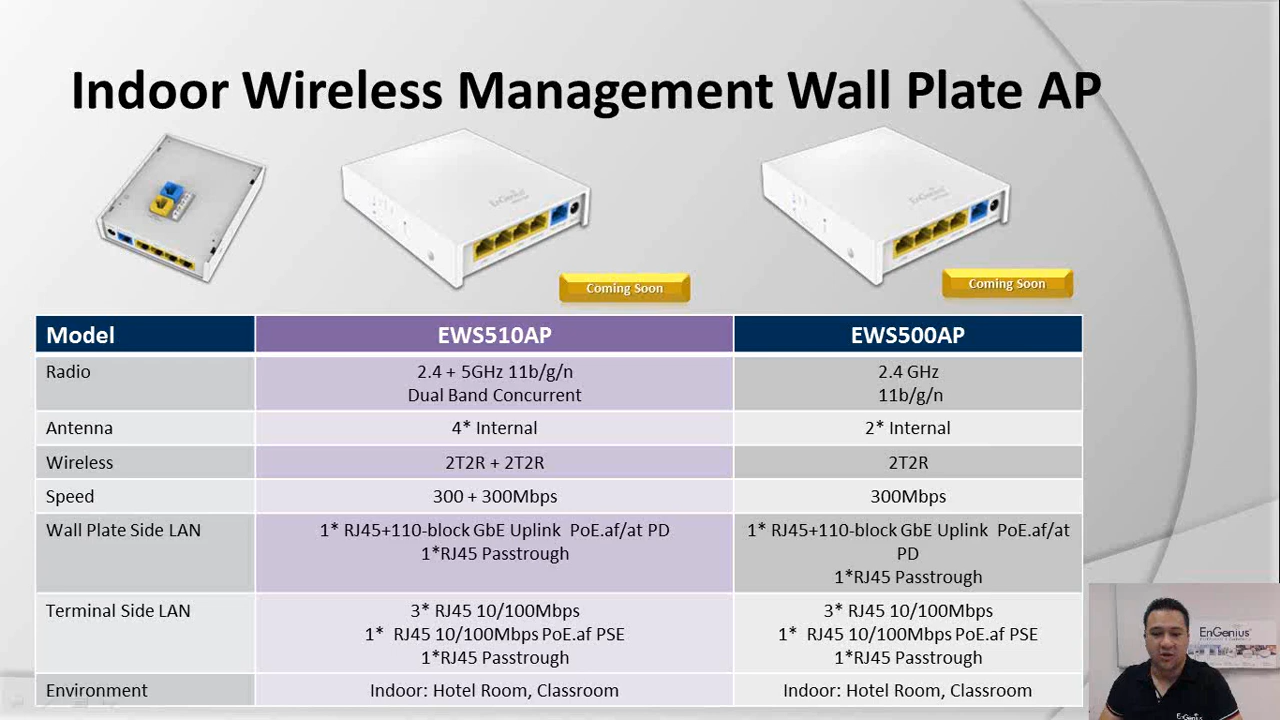 Indoor Wireless Management Wall Plate AP
EnGenius
EnGenius
Coming Soon
Coming Soon
Model EWS510AP EWS500AP
Radio
2.4 + 5GHz 11b/g/n
Dual Band Concurrent
2.4 GHz
11b/g/n
Antenna 4* Internal 2* Internal
Wireless 2T2R + 2T2R 2T2R
Speed 300 + 300Mbps 300Mbps
Wall Plate Side LAN
1* RJ45+110-block GbE Uplink PoE.af/at PD
1*RJ45 Passtrough
1* RJ45+110-block GbE Uplink PoE.af/at
PD
1*RJ45 Passtrough
Terminal Side LAN
3* RJ45 10/100Mbps
1* RJ45 10/100Mbps PoE.af PSE
1*RJ45 Passtrough
3* RJ45 10/100Mbps
1* RJ45 10/100Mbps PoE.af PSE
1*RJ45 Passtrough
Environment Indoor: Hotel Room, Classroom Indoor: Hotel Room, Classroom
EnGenius
EnGenius